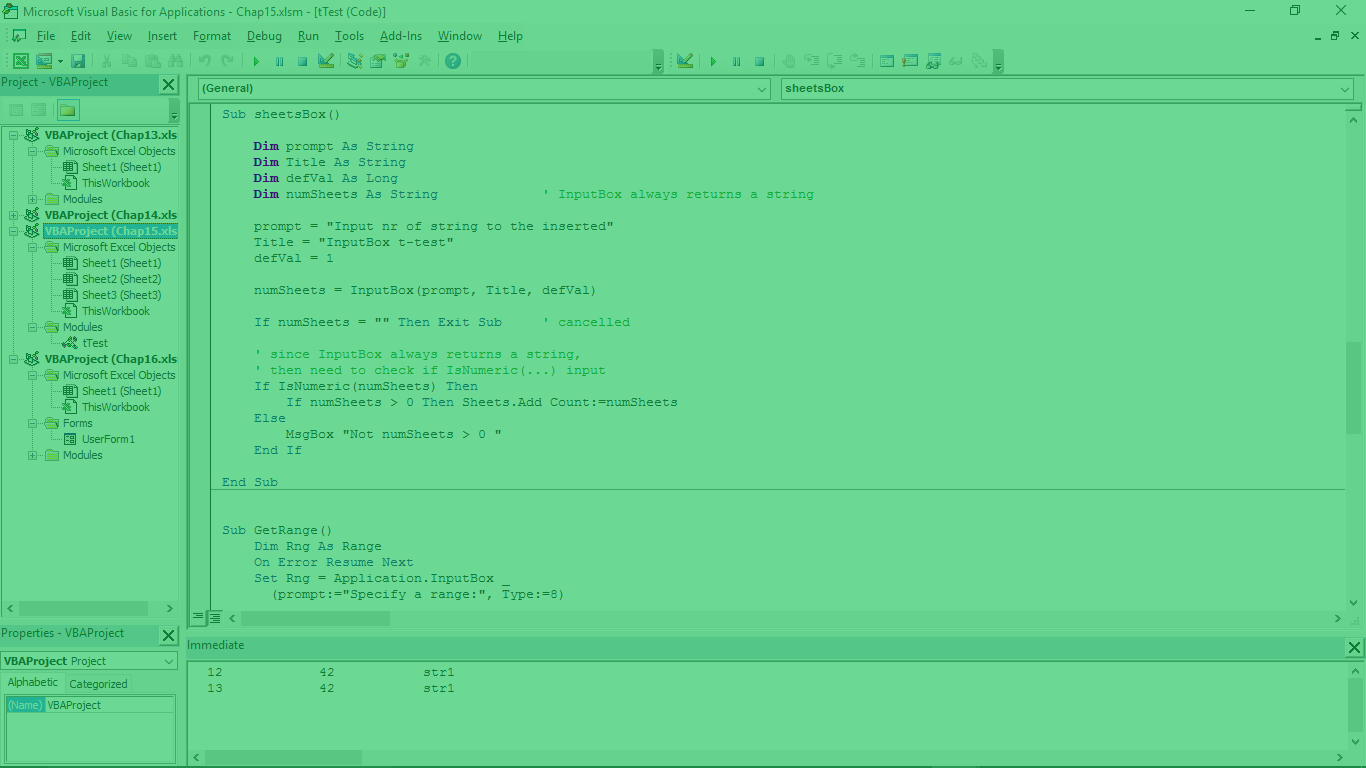 Microsoft Visual Basic for Applications - Chap15.xlsm - [tTest (Code)]
File Edit View Insert Format Debug Run Tools Add-Ins Window Help
Project - VBAProject
VBAProject (Chap13.xls
Microsoft Excel Objects
Sheet1 (Sheet1)
ThisWorkbook
Modules
VBAProject (Chap14.xls
VBAProject (Chap15.xls
Microsoft Excel Objects
Sheet1 (Sheet1)
Sheet2 (Sheet2)
Sheet3 (Sheet3)
ThisWorkbook
Modules
tTest
VBAProject (Chap16.xls
Microsoft Excel Objects
Sheet1 (Sheet1)
ThisWorkbook
Forms
UserForm1
Modules
Properties - VBAProject
VBAProject Project
Alphabetic Categorized
(Name) VBAProject
(General) sheetsBox
Sub sheetsBox()
Dim prompt As String
Dim Title As String
Dim defVal As Long
Dim numSheets As String ' InputBox always returns a string
prompt = "Input nr of string to the inserted"
Title = "InputBox t-test"
defVal = 1
numSheets = InputBox(prompt, Title, defVal)
If numSheets = "" Then Exit Sub ' cancelled
' since InputBox always returns a string,
' then need to check if IsNumeric(...) input
If IsNumeric(numSheets) Then
If numSheets > 0 Then Sheets.Add Count:=numSheets
Else
MsgBox "Not numSheets > 0 "
End If
End Sub
Sub GetRange()
Dim Rng As Range
On Error Resume Next
Set Rng = Application.InputBox _
(prompt:="Specify a range:", Type:=8)
Immediate
12 42 str1
13 42 str1